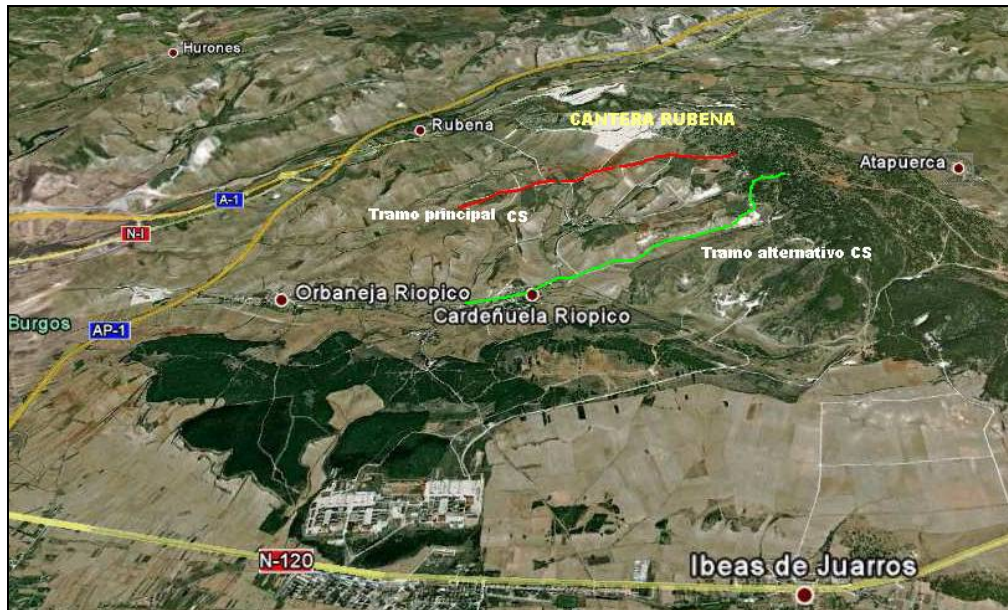 Hurones
CANTERA RUBENA
Rubena
Atapuerca
A-1
Tramo principal CS
N-I
Tramo alternativo CS
Orbaneja Riopico
Cardeñuela Riopico
Burgos
AP-1
N-120
Ibeas de Juarros